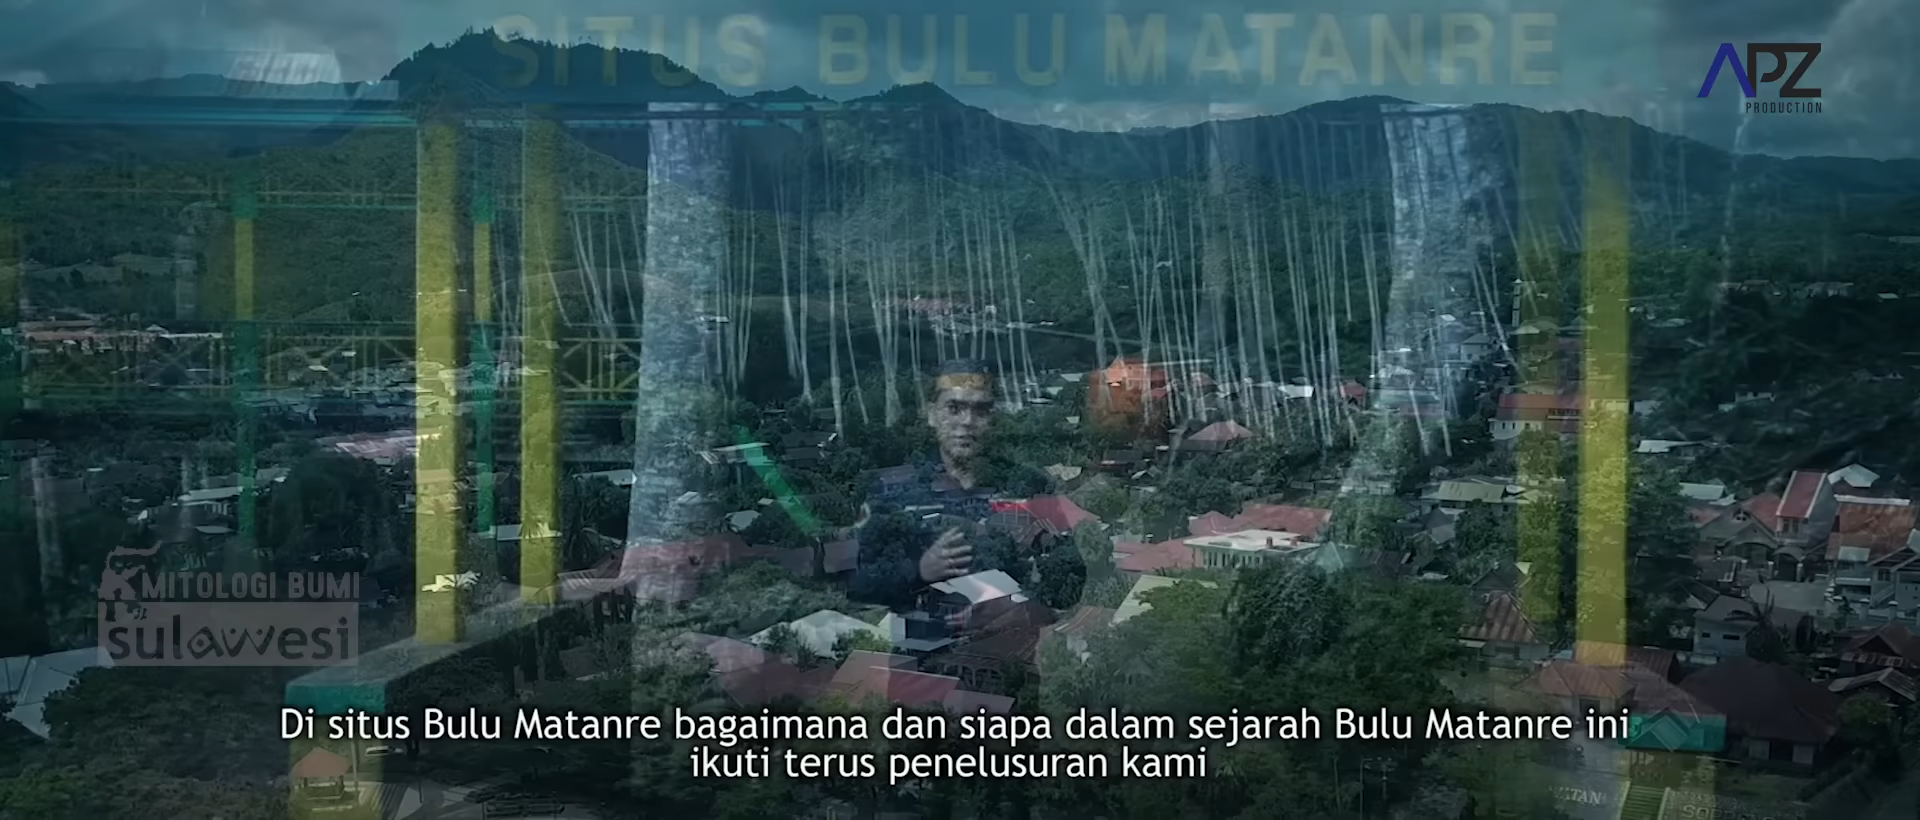 SITUS BULU MATANRE
APZ
PRODUCTION
MITOLOGI BUMI
sulawesi
Di situs Bulu Matanre bagaimana dan siapa dalam sejarah Bulu Matanre ini
ikuti terus penelusuran kami